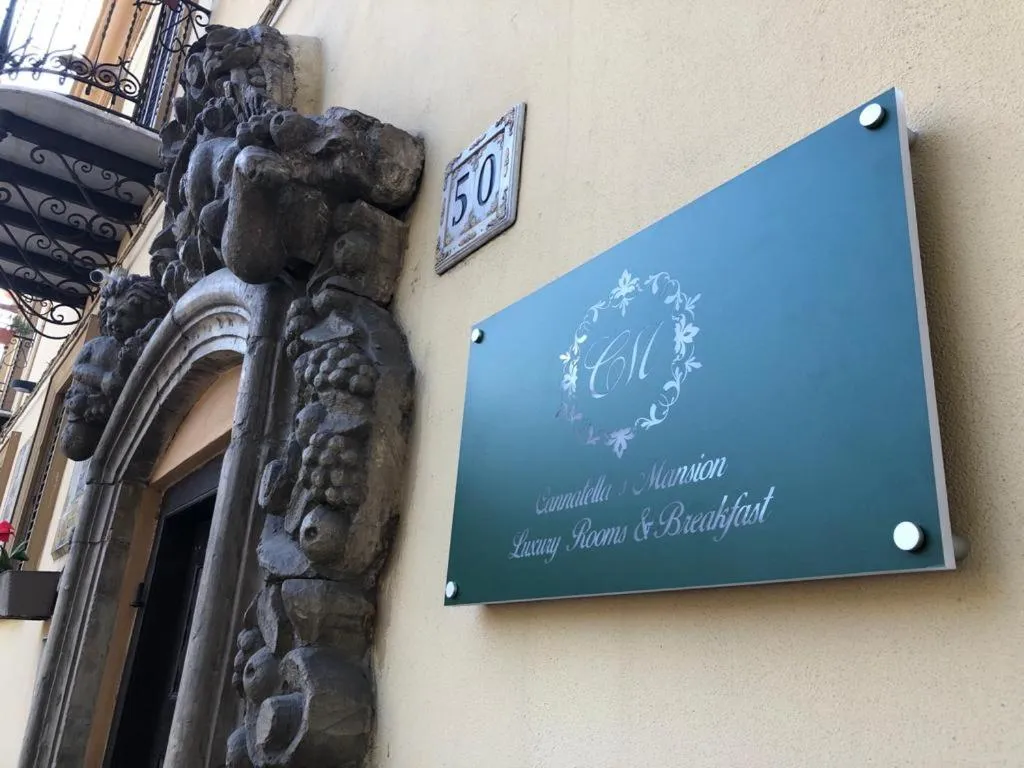 50
CM
Cannatella's Mansion
Luxury Rooms & Breakfast